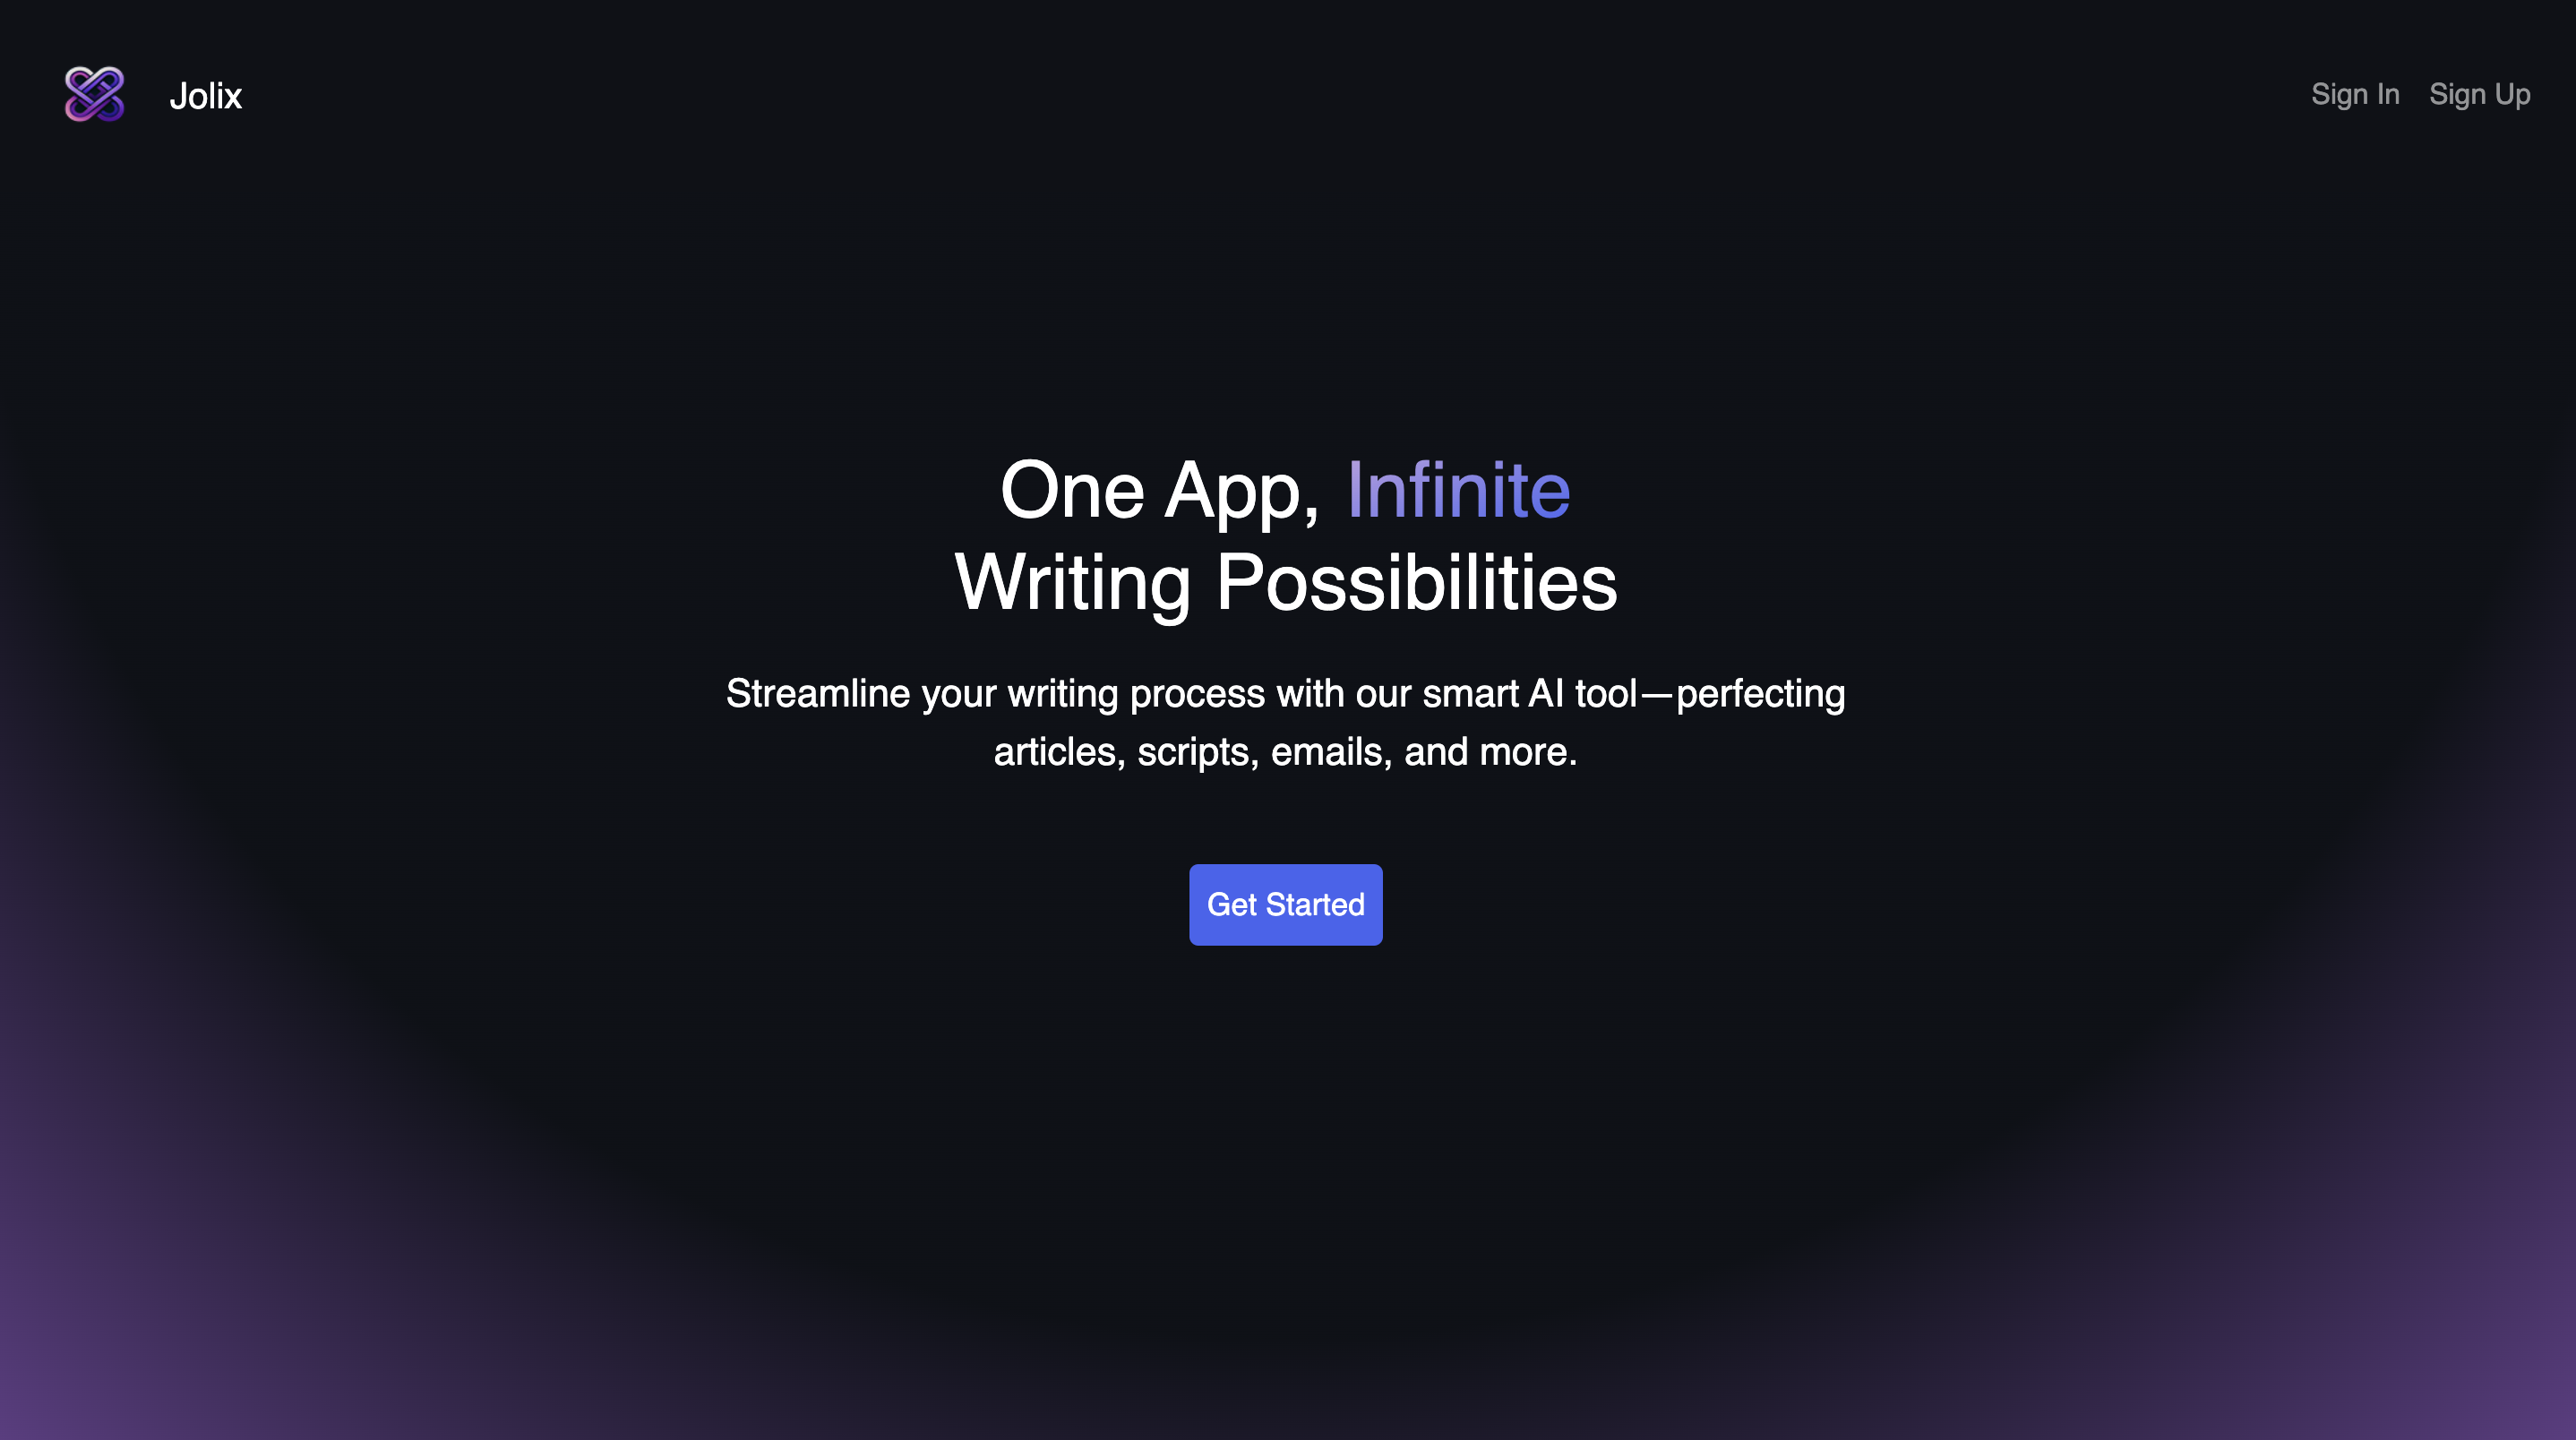 Jolix
Sign In
Sign Up
One App, Infinite
Writing Possibilities
Streamline your writing process with our smart AI tool—perfecting
articles, scripts, emails, and more.
Get Started